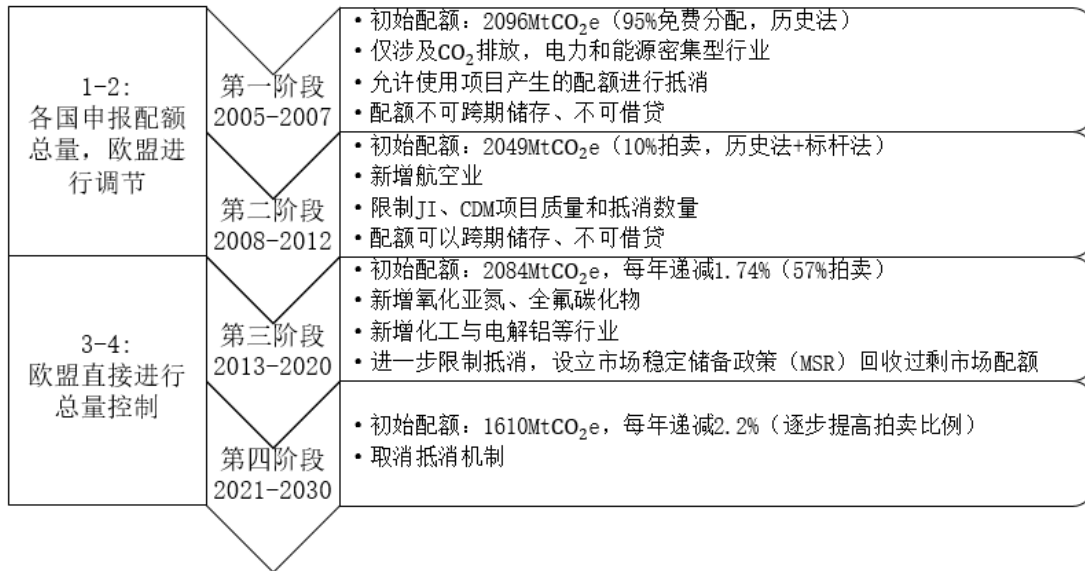 1-2:
各国申报配额
总量，欧盟进
行调节
第一阶段
2005-2007
•初始配额：2096MtCO₂e（95%免费分配，历史法）
•仅涉及CO₂排放，电力和能源密集型行业
•允许使用项目产生的配额进行抵消
•配额不可跨期储存、不可借贷
第二阶段
2008-2012
•初始配额：2049MtCO₂e（10%拍卖，历史法+标杆法）
•新增航空业
•限制JI、CDM项目质量和抵消数量
•配额可以跨期储存、不可借贷
3-4:
欧盟直接进行
总量控制
第三阶段
2013-2020
•初始配额：2084MtCO₂e，每年递减1.74%（57%拍卖）
•新增氧化亚氮、全氟碳化物
•新增化工与电解铝等行业
•进一步限制抵消，设立市场稳定储备政策（MSR）回收过剩市场配额
第四阶段
2021-2030
•初始配额：1610MtCO₂e，每年递减2.2%（逐步提高拍卖比例）
•取消抵消机制